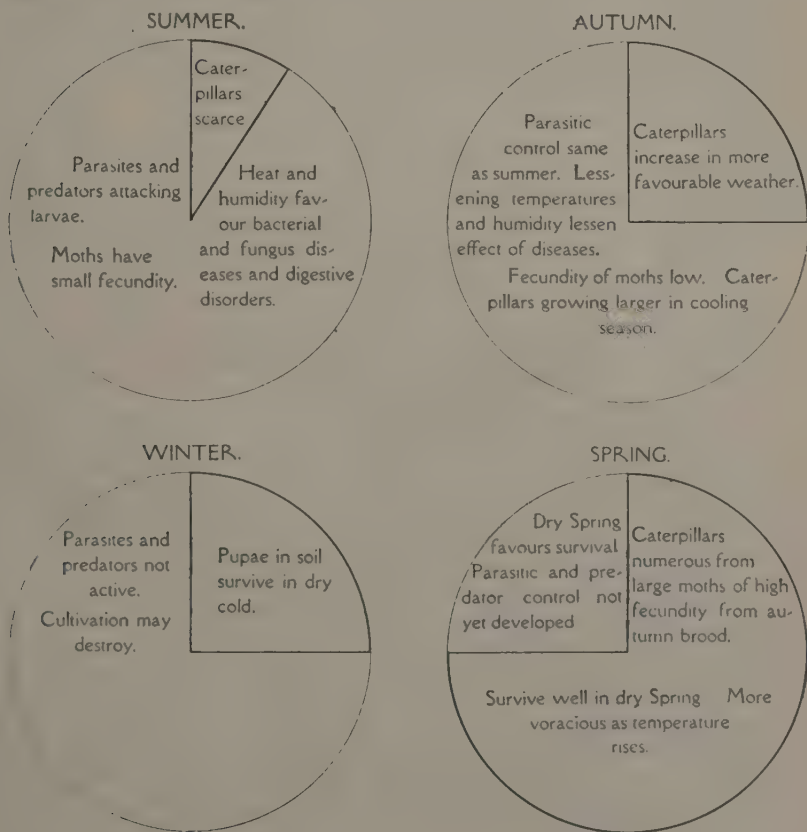 SUMMER.
Cater-
pillars
scarce
Parasites and
predators attacking
larvae.
Moths have
small fecundity.
Heat and
humidity fav-
our bacterial
and fungus dis-
eases and digestive
disorders.
AUTUMN.
Parasitic
control same
as summer. Less-
ening temperatures
and humidity lessen
effect of diseases.
Caterpillars
increase in more
favourable weather.
Fecundity of moths low. Cater-
pillars growing larger in cooling
season.
WINTER.
Parasites and
predators not
active.
Cultivation may
destroy.
Pupae in soil
survive in dry
cold.
SPRING.
Dry Spring
favours survival
Parasitic and pre-
dator control not
yet developed
Caterpillars
numerous from
large moths of high
fecundity from au-
tumn brood.
Survive well in dry Spring More
voracious as temperature
rises.